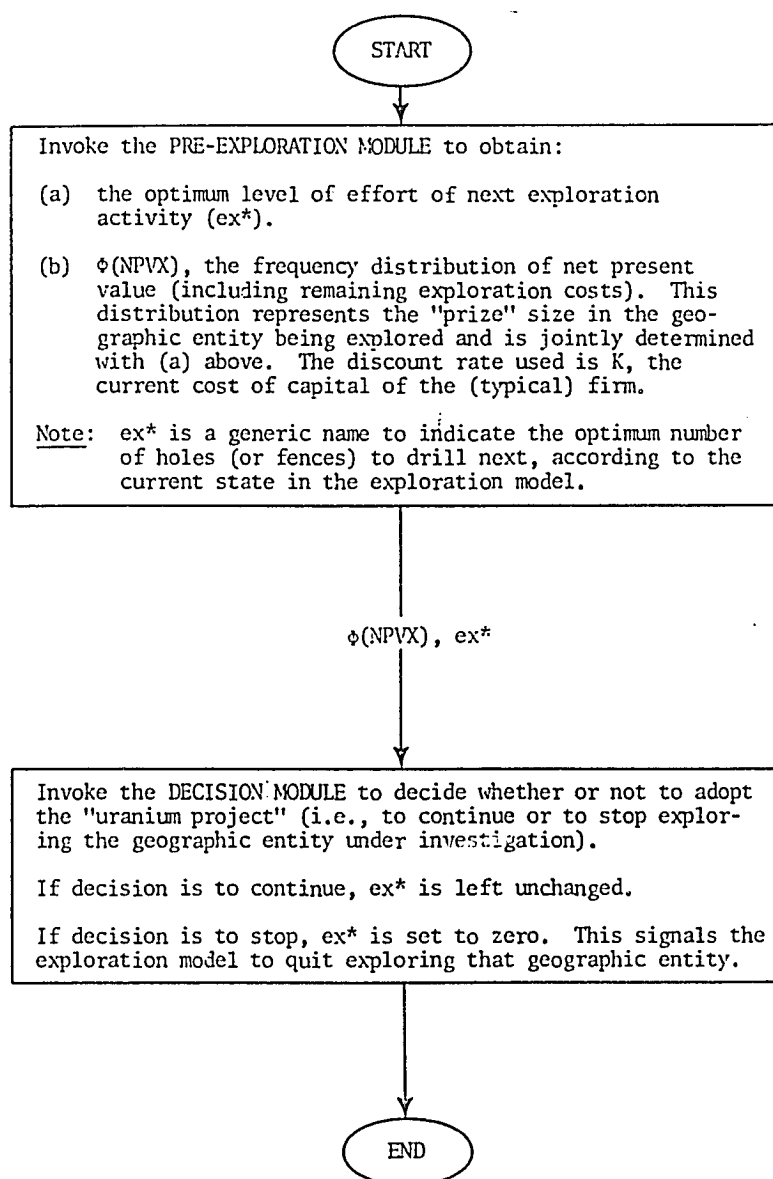 START
Invoke the PRE-EXPLORATION MODULE to obtain:
(a) the optimum level of effort of next exploration
activity (ex*).
(b) Φ(NPVX), the frequency distribution of net present
value (including remaining exploration costs). This
distribution represents the "prize" size in the geo-
graphic entity being explored and is jointly determined
with (a) above. The discount rate used is K, the
current cost of capital of the (typical) firm.
Note: ex* is a generic name to indicate the optimum number
of holes (or fences) to drill next, according to the
current state in the exploration model.
Φ(NPVX), ex*
Invoke the DECISION MODULE to decide whether or not to adopt
the "uranium project" (i.e., to continue or to stop explor-
ing the geographic entity under investigation).
If decision is to continue, ex* is left unchanged.
If decision is to stop, ex* is set to zero. This signals the
exploration model to quit exploring that geographic entity.
END